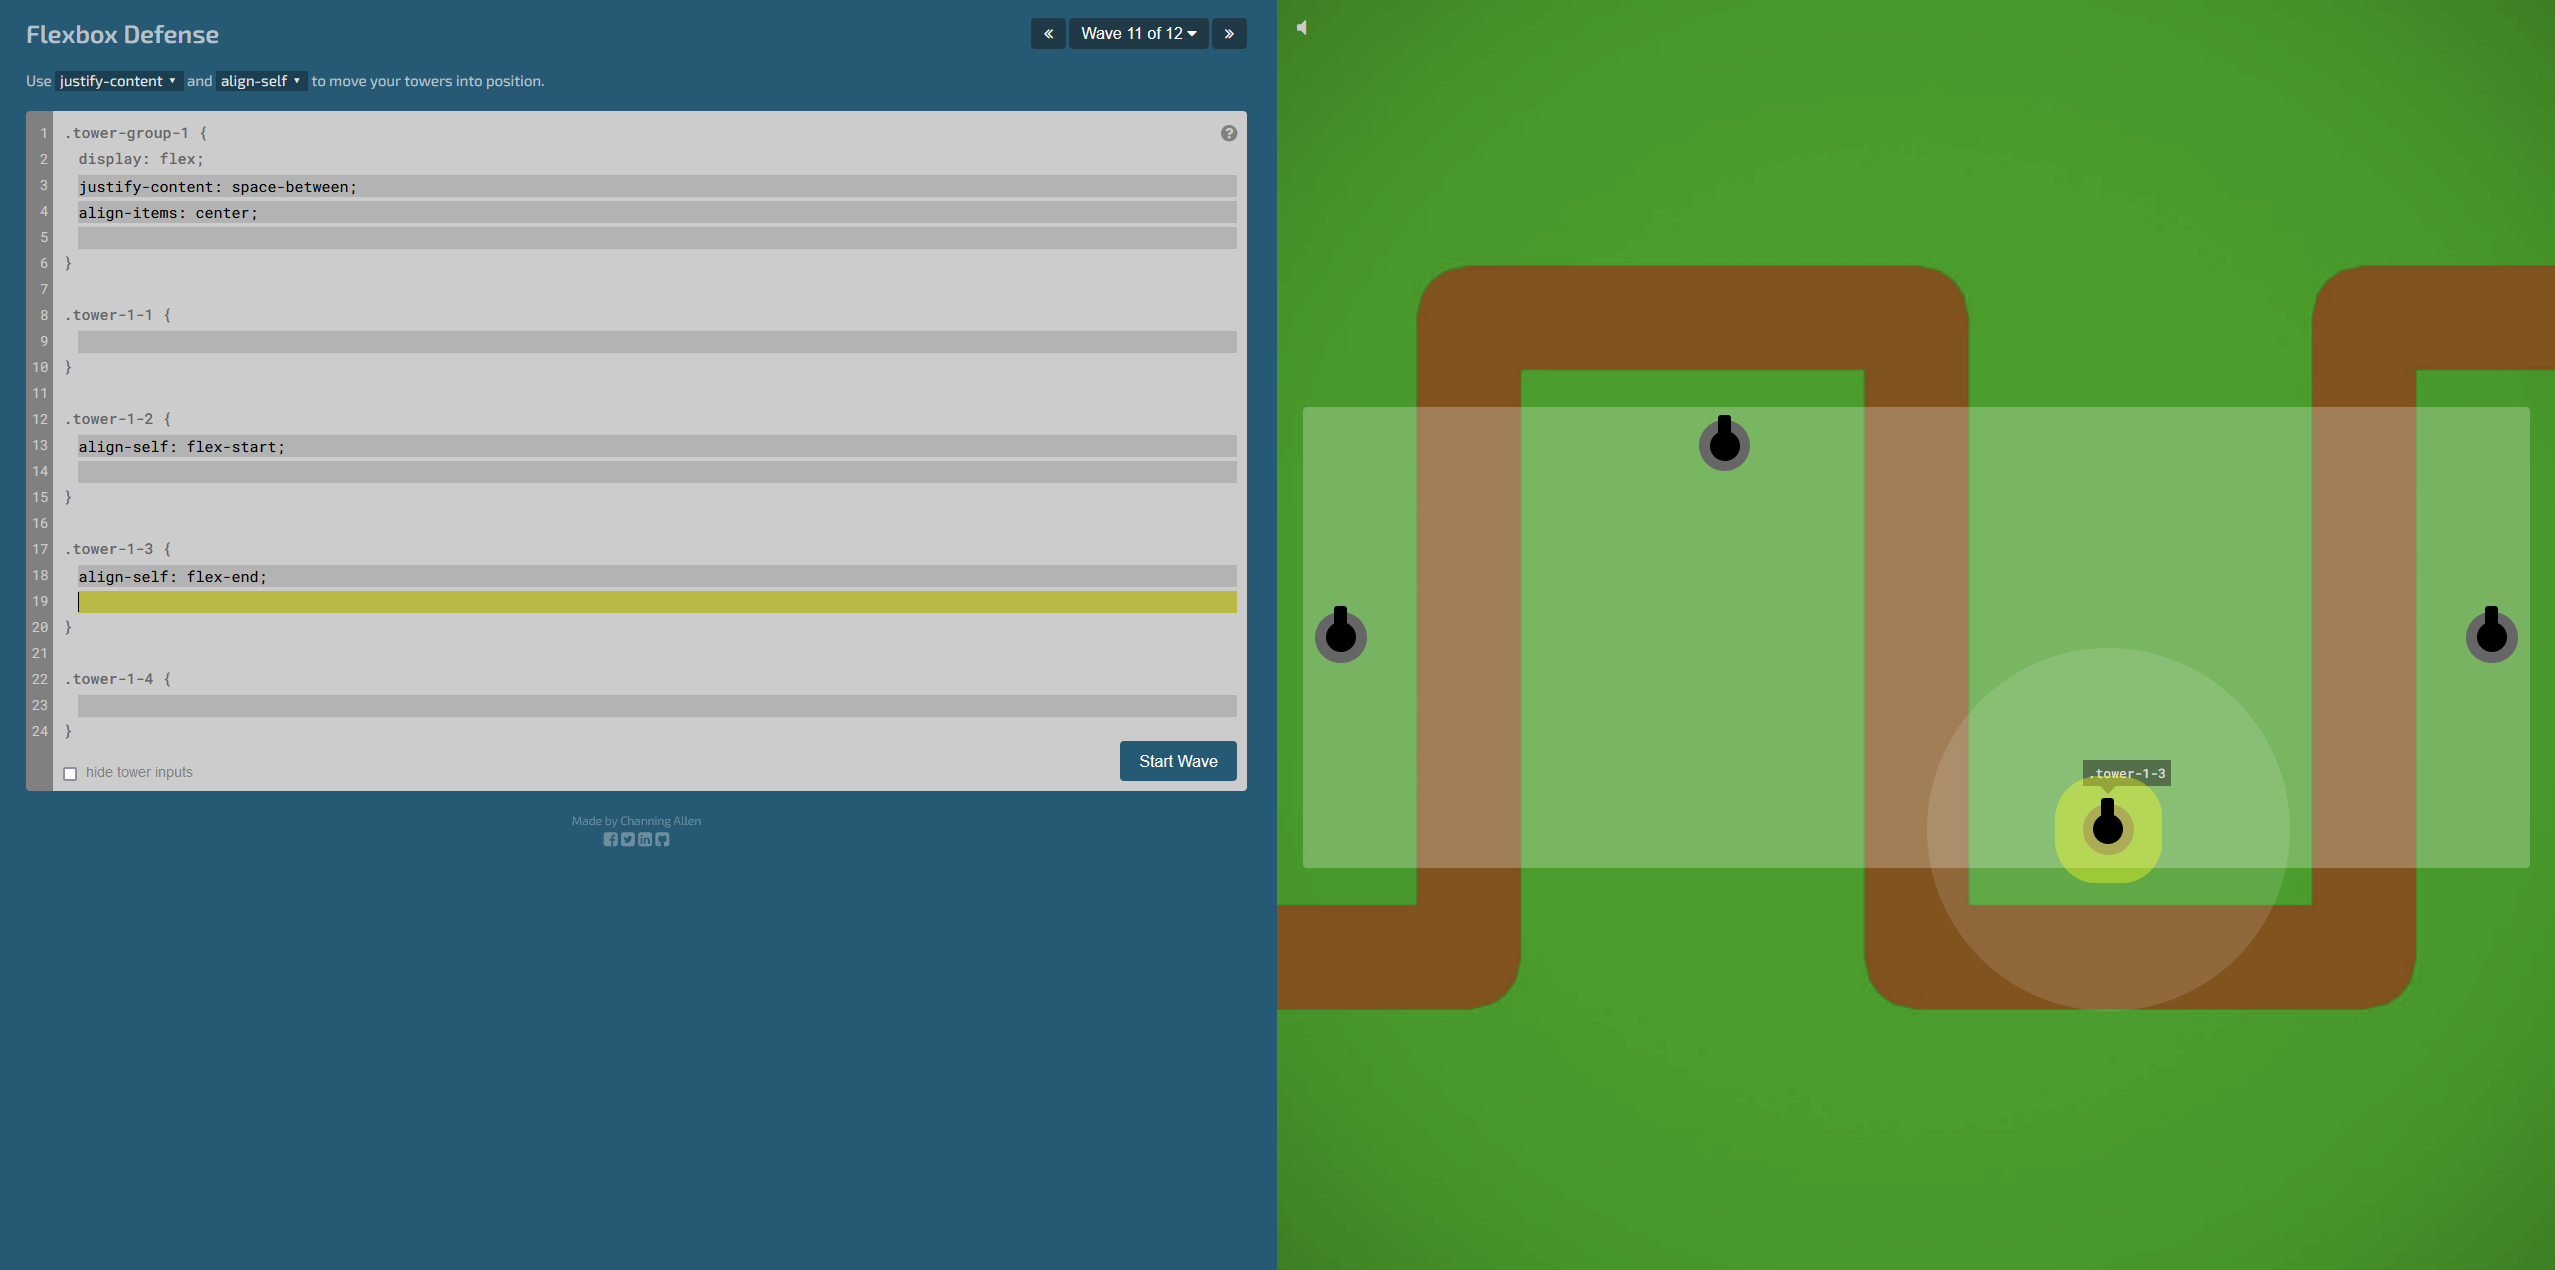 Flexbox Defense
« Wave 11 of 12 »
Use justify-content and align-self to move your towers into position.
1 .tower-group-1 {
2 display: flex;
3 justify-content: space-between;
4 align-items: center;
5
6 }
7
8 .tower-1-1 {
9
10 }
11
12 .tower-1-2 {
13 align-self: flex-start;
14
15 }
16
17 .tower-1-3 {
18 align-self: flex-end;
19
20 }
21
22 .tower-1-4 {
23
24 }
hide tower inputs
Start Wave
Made by Channing Allen
.tower-1-3